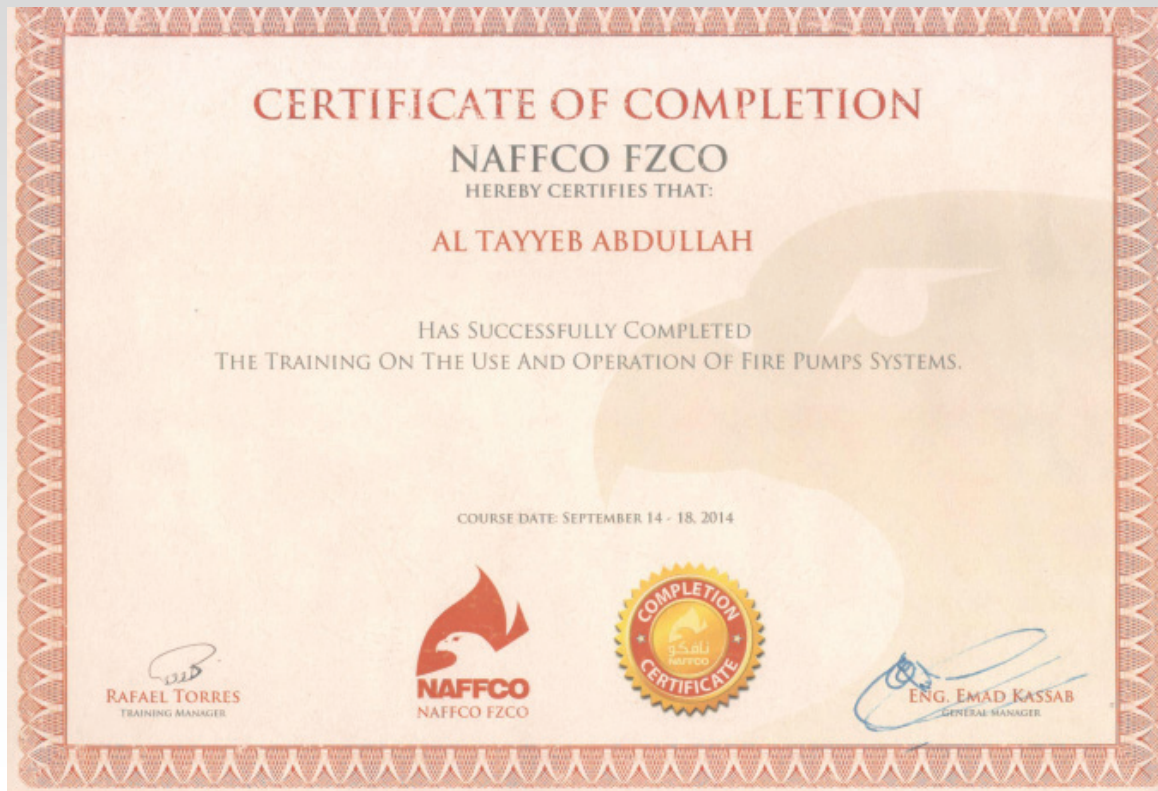 CERTIFICATE OF COMPLETION
NAFFCO FZCO
HEREBY CERTIFIES THAT:
AL TAYYEB ABDULLAH
HAS SUCCESSFULLY COMPLETED
THE TRAINING ON THE USE AND OPERATION OF FIRE PUMPS SYSTEMS.
COURSE DATE: SEPTEMBER 14 - 18, 2014
NAFFCO
NAFFCO FZCO
COMPLETION
نافكو
NAFFCO
CERTIFICATE
RAFAEL TORRES
TRAINING MANAGER
ENG. EMAD KASSAB
GENERAL MANAGER